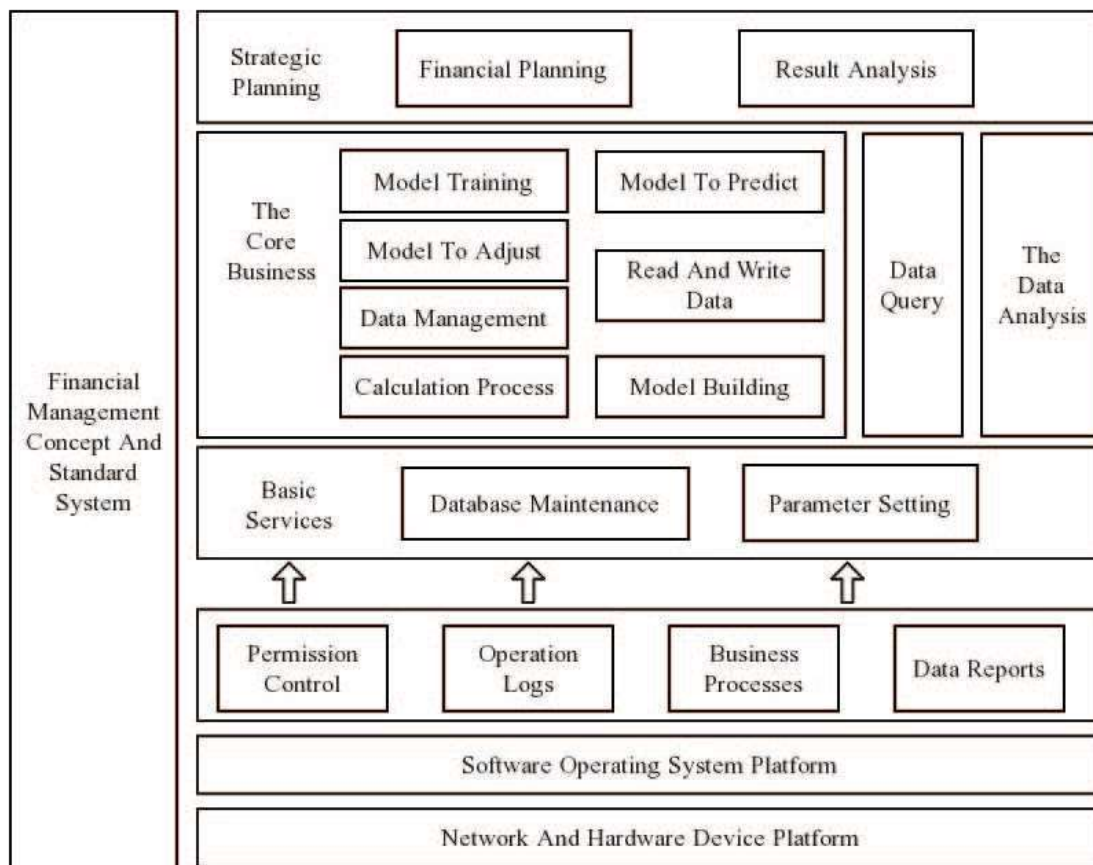 Financial
Management
Concept And
Standard
System
Strategic
Planning
Financial Planning
Result Analysis
The
Core
Business
Model Training
Model To Predict
Model To Adjust
Read And Write
Data
Data Management
Calculation Process
Model Building
Data
Query
The
Data
Analysis
Basic
Services
Database Maintenance
Parameter Setting
Permission
Control
Operation
Logs
Business
Processes
Data Reports
Software Operating System Platform
Network And Hardware Device Platform